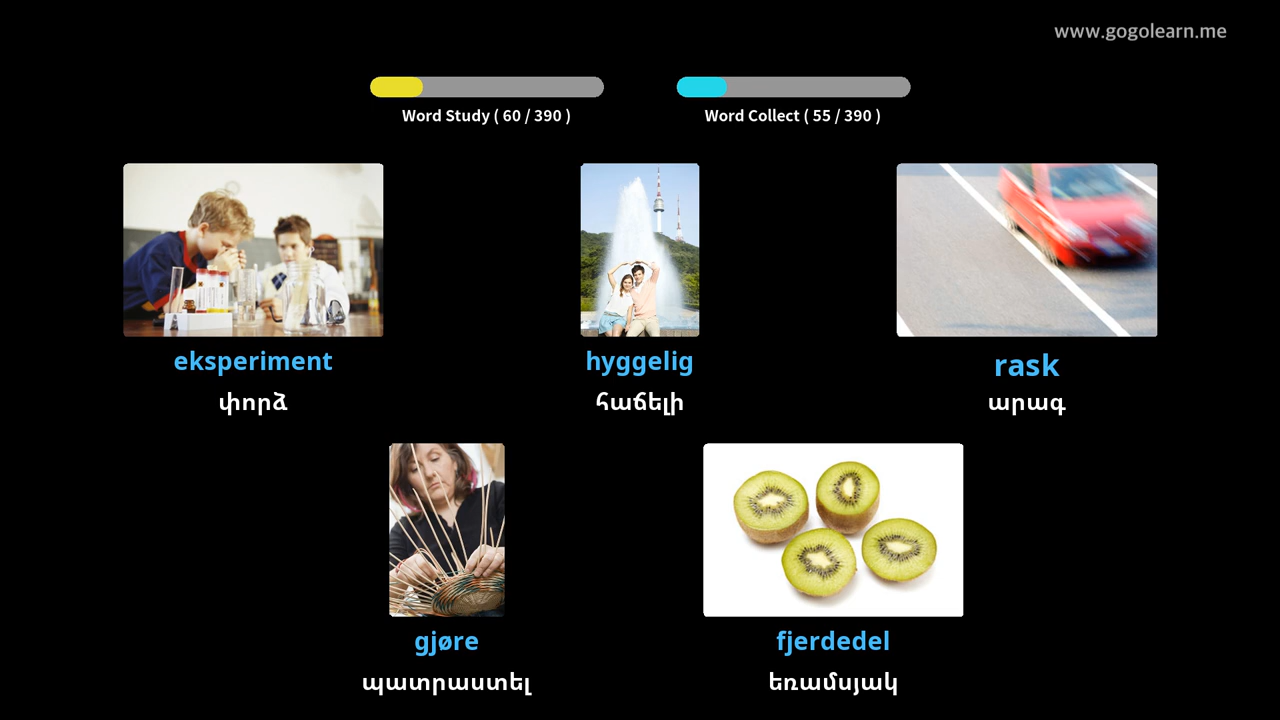 www.gogolearn.me
Word Study ( 60 / 390 )
Word Collect ( 55 / 390 )
eksperiment
փորձ
hyggelig
հաճելի
rask
արագ
gjøre
պատրաստել
fjerdedel
եռամսյակ